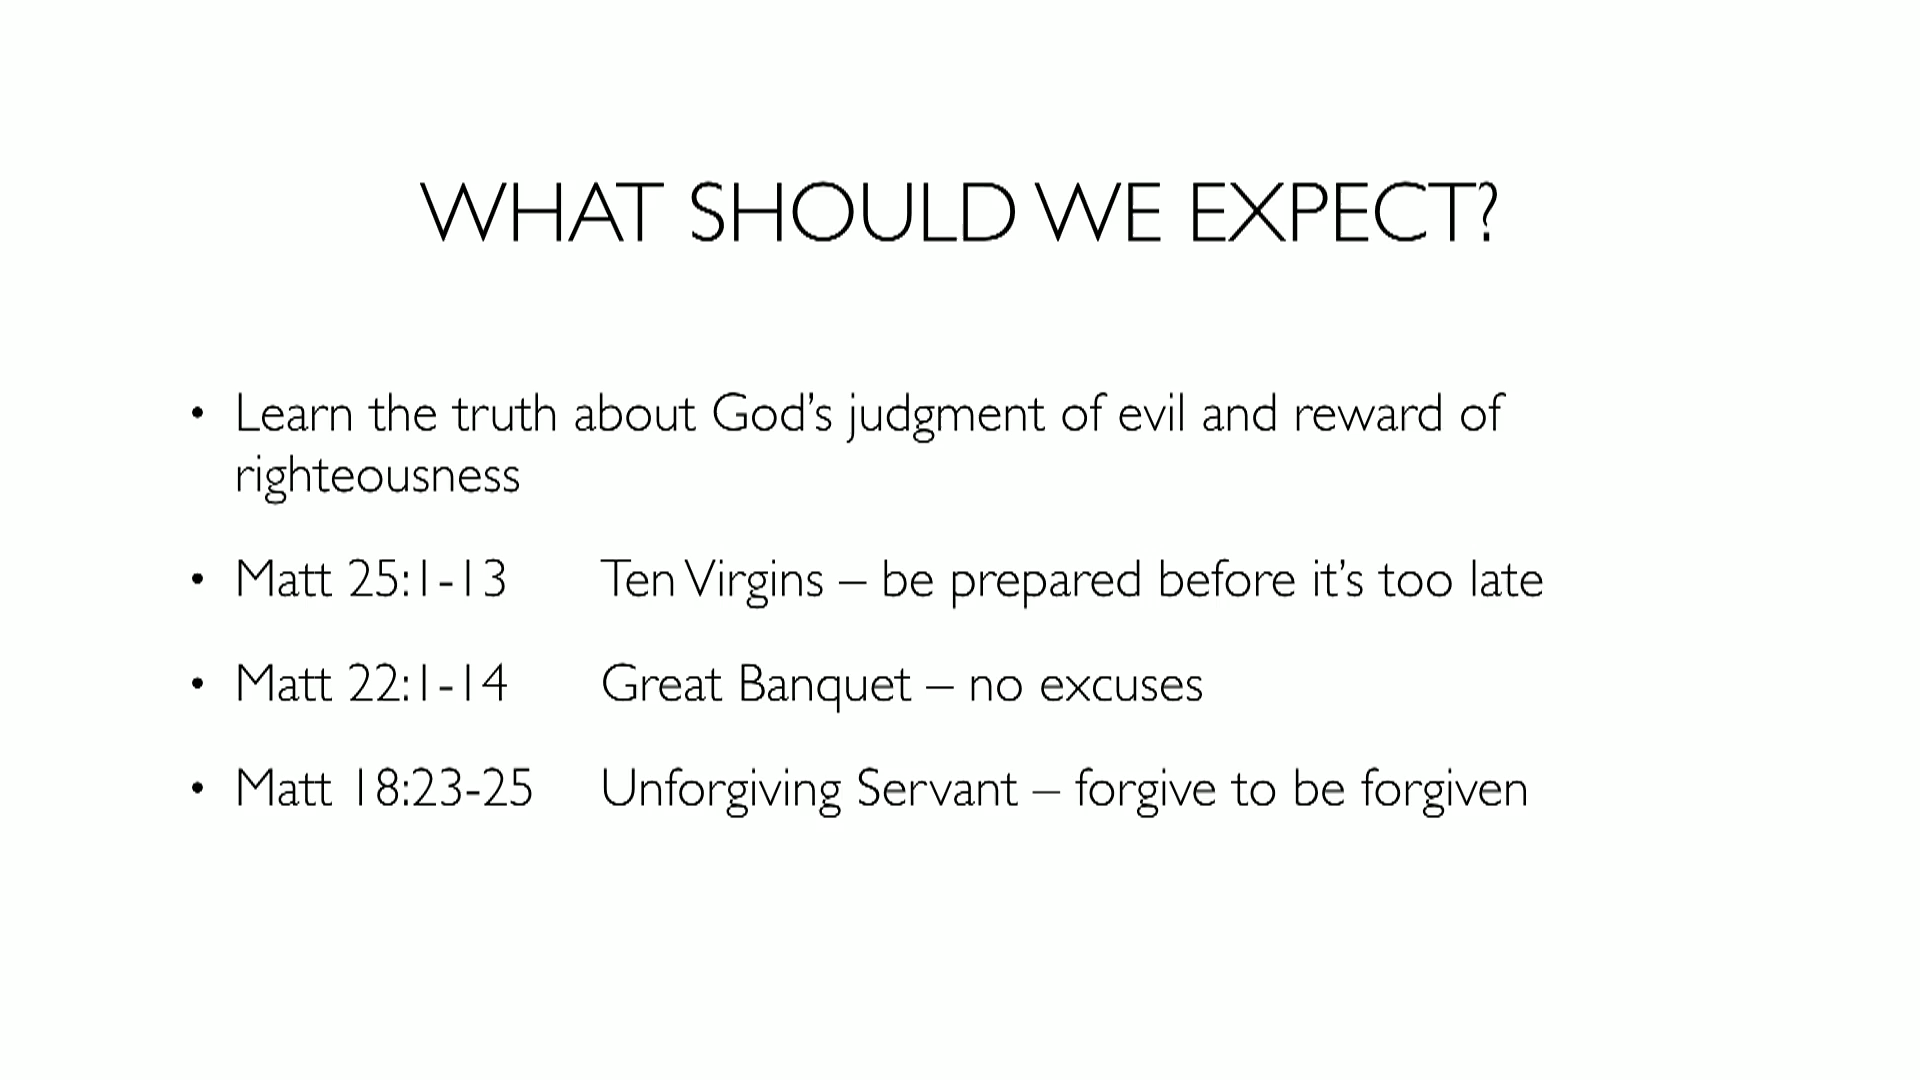 WHAT SHOULD WE EXPECT?
• Learn the truth about God’s judgment of evil and reward of
righteousness
• Matt 25:1-13 Ten Virgins – be prepared before it’s too late
• Matt 22:1-14 Great Banquet – no excuses
• Matt 18:23-25 Unforgiving Servant – forgive to be forgiven